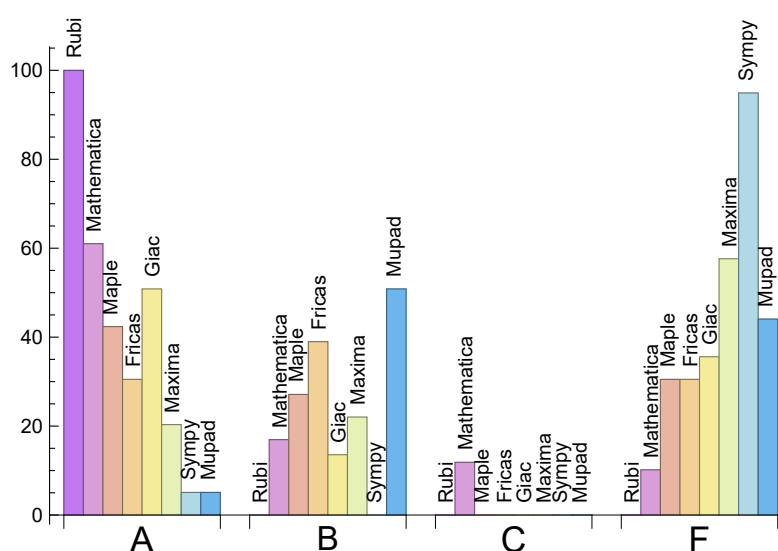 Rubi
Mathematica
Maple
Fricas
Giac
Maxima
Sympy
Mupad
Rubi
Mathematica
Maple
Fricas
Giac
Maxima
Sympy
Mupad
Rubi
Mathematica
Maple
Fricas
Giac
Maxima
Sympy
Mupad
Rubi
Mathematica
Maple
Fricas
Giac
Maxima
Sympy
Mupad
100
80
60
40
20
0
A B C F